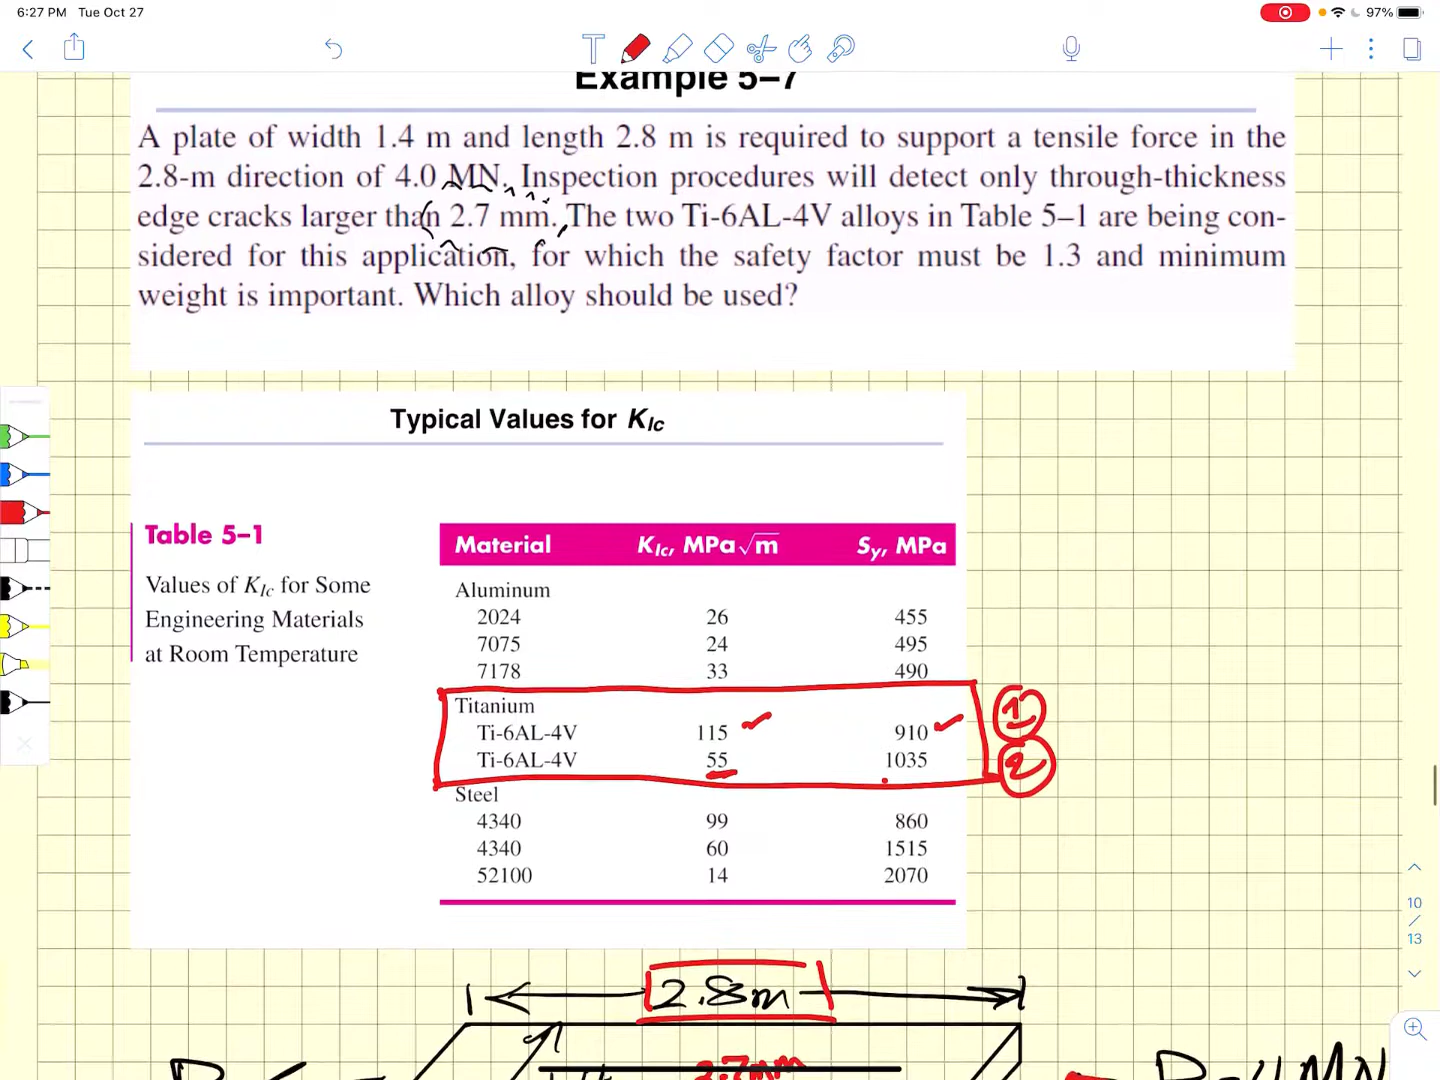 6:27 PM Tue Oct 27
97%
Example 5–7
A plate of width 1.4 m and length 2.8 m is required to support a tensile force in the
2.8-m direction of 4.0 MN. Inspection procedures will detect only through-thickness
edge cracks larger than 2.7 mm. The two Ti-6AL-4V alloys in Table 5–1 are being con-
sidered for this application, for which the safety factor must be 1.3 and minimum
weight is important. Which alloy should be used?
Typical Values for KIc
Table 5–1
Values of KIc for Some
Engineering Materials
at Room Temperature
Material KIc, MPa√m Sy, MPa
Aluminum
2024 26 455
7075 24 495
7178 33 490
Titanium
Ti-6AL-4V 115 910 1
Ti-6AL-4V 55 1035 2
Steel
4340 99 860
4340 60 1515
52100 14 2070
10
/
13
2.8m
2.7mm
P=4MN